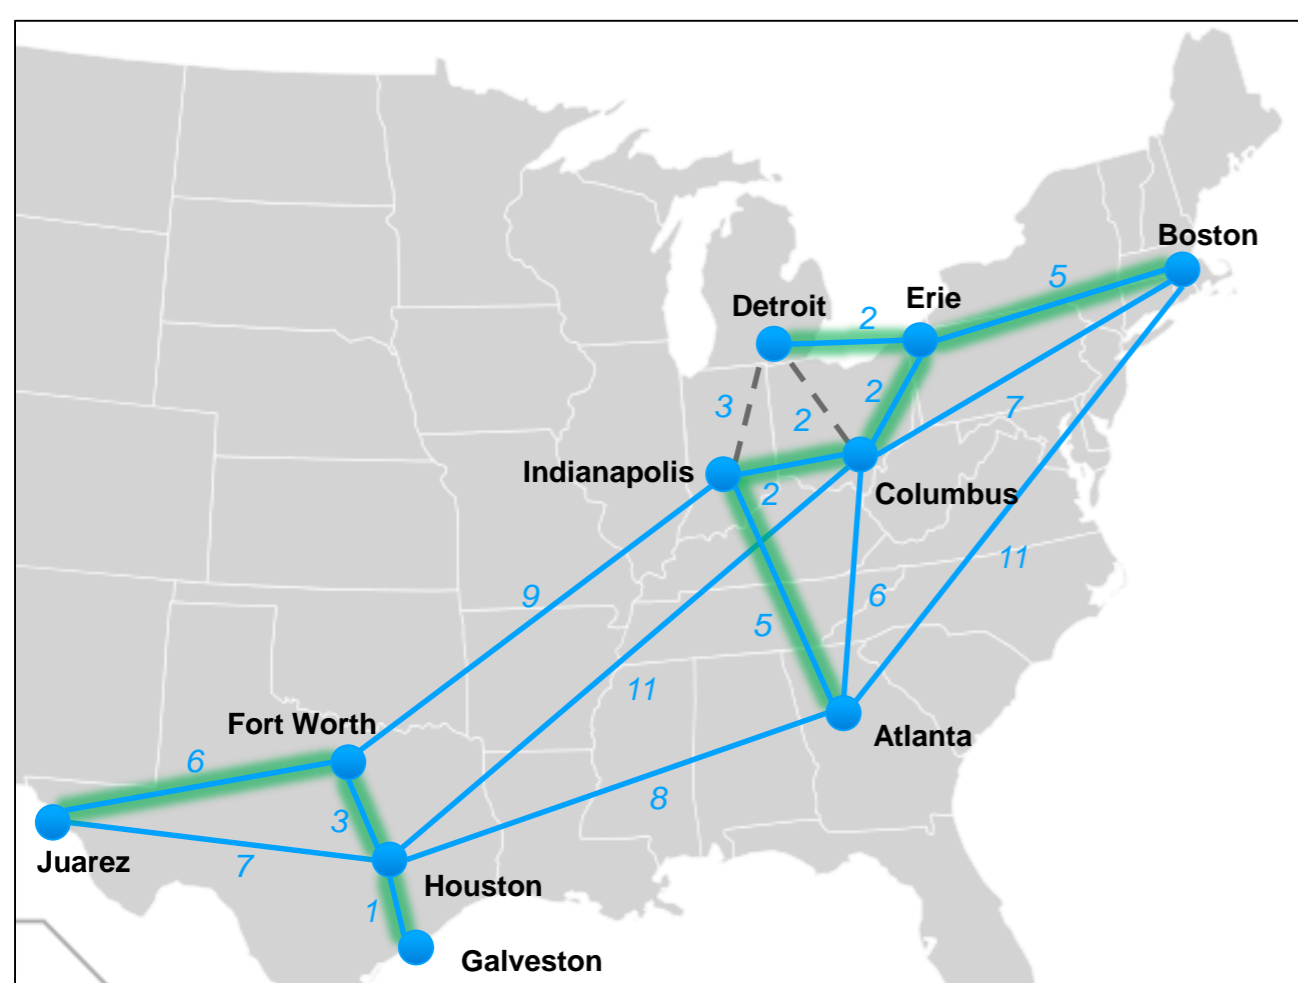 Boston
5
Detroit
Erie
2
2
3
2
7
Indianapolis
2
Columbus
11
9
6
5
11
Fort Worth
Atlanta
6
8
3
7
Juarez
Houston
1
Galveston